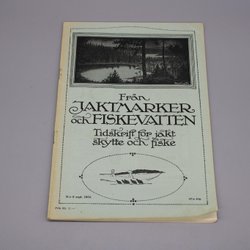 Från
JAKTMARKER
och FISKEVATTEN
Tidskrift för jakt
skytte och fiske